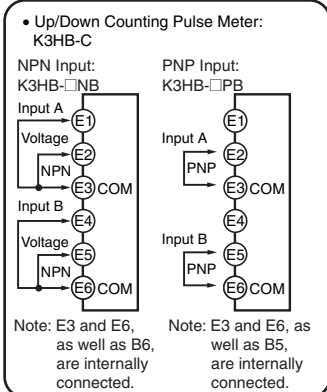 • Up/Down Counting Pulse Meter:
K3HB-C
NPN Input:
K3HB-□NB
Input A
E1
Voltage
E2
NPN
E3 COM
Input B
E4
Voltage
E5
NPN
E6 COM
Note: E3 and E6,
as well as B6,
are internally
connected.
PNP Input:
K3HB-□PB
E1
Input A
E2
PNP
E3 COM
E4
Input B
E5
PNP
E6 COM
Note: E3 and E6, as
well as B5,
are internally
connected.